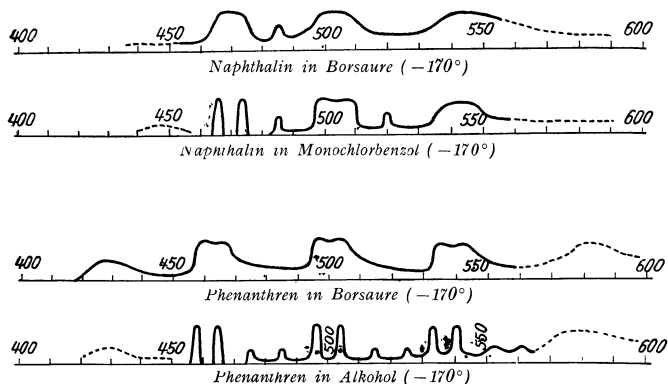 400 450 500 550 600
Naphthalin in Borsaure (−170°)
400 450 500 550 600
Naphthalin in Monochlorbenzol (−170°)
400 450 500 550 600
Phenanthren in Borsaure (−170°)
400 450 500 550 600
Phenanthren in Alkohol (−170°)